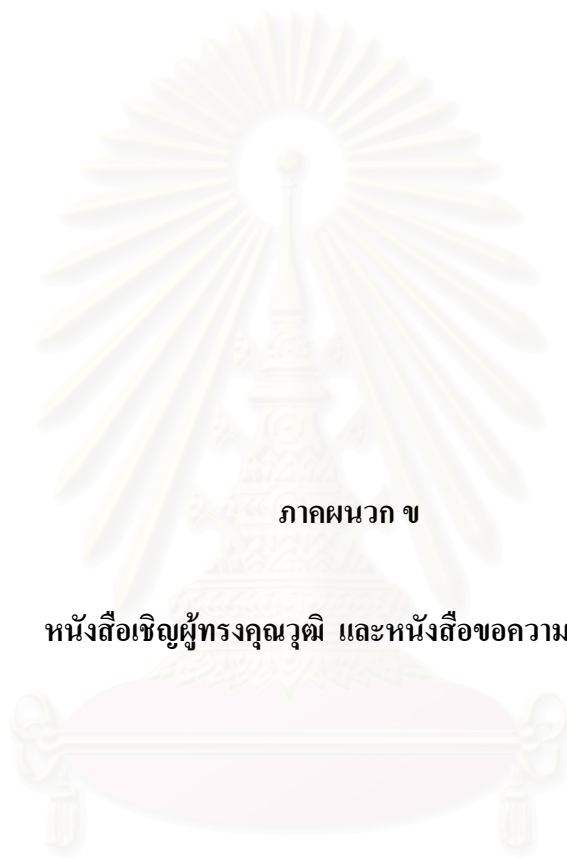 ภาคผนวก ข
หนังสือเชิญผู้ทรงคุณวุฒิ และหนังสือขอความ